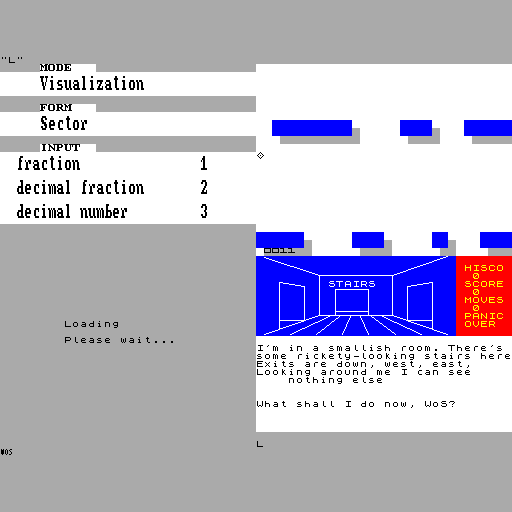 "L"
MODE
Visualization
FORM
Sector
INPUT
fraction 1
decimal fraction 2
decimal number 3
Loading
Please wait...
WOS
STAIRS
HISCO
0
SCORE
0
MOVES
0
PANIC
OVER
I'm in a smallish room. There's
some rickety-looking stairs here
Exits are down, west, east,
Looking around me I can see
nothing else
What shall I do now, WoS?
L